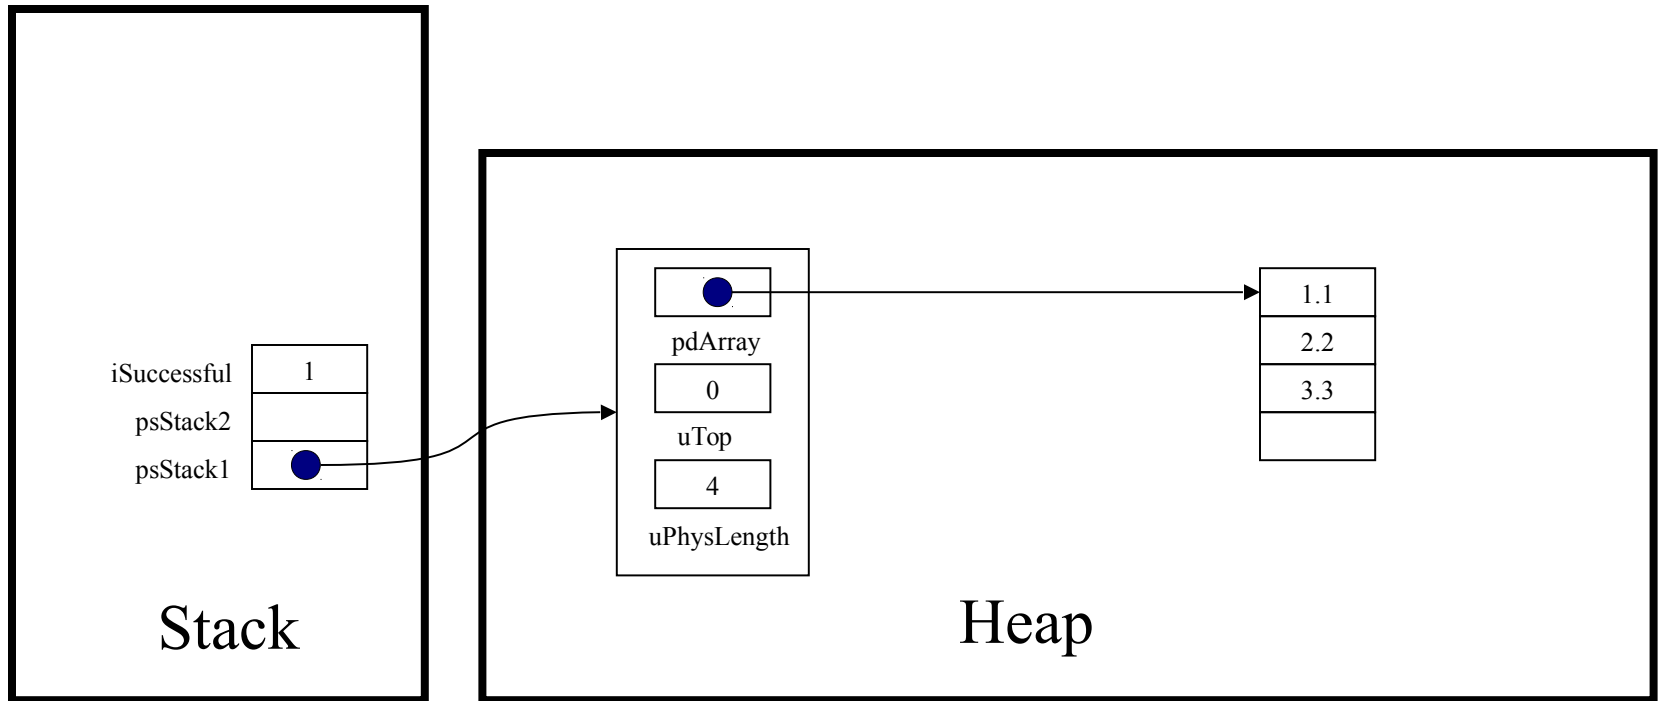 iSuccessful 1
psStack2
psStack1
Stack
pdArray
0
uTop
4
uPhysLength
1.1
2.2
3.3
Heap